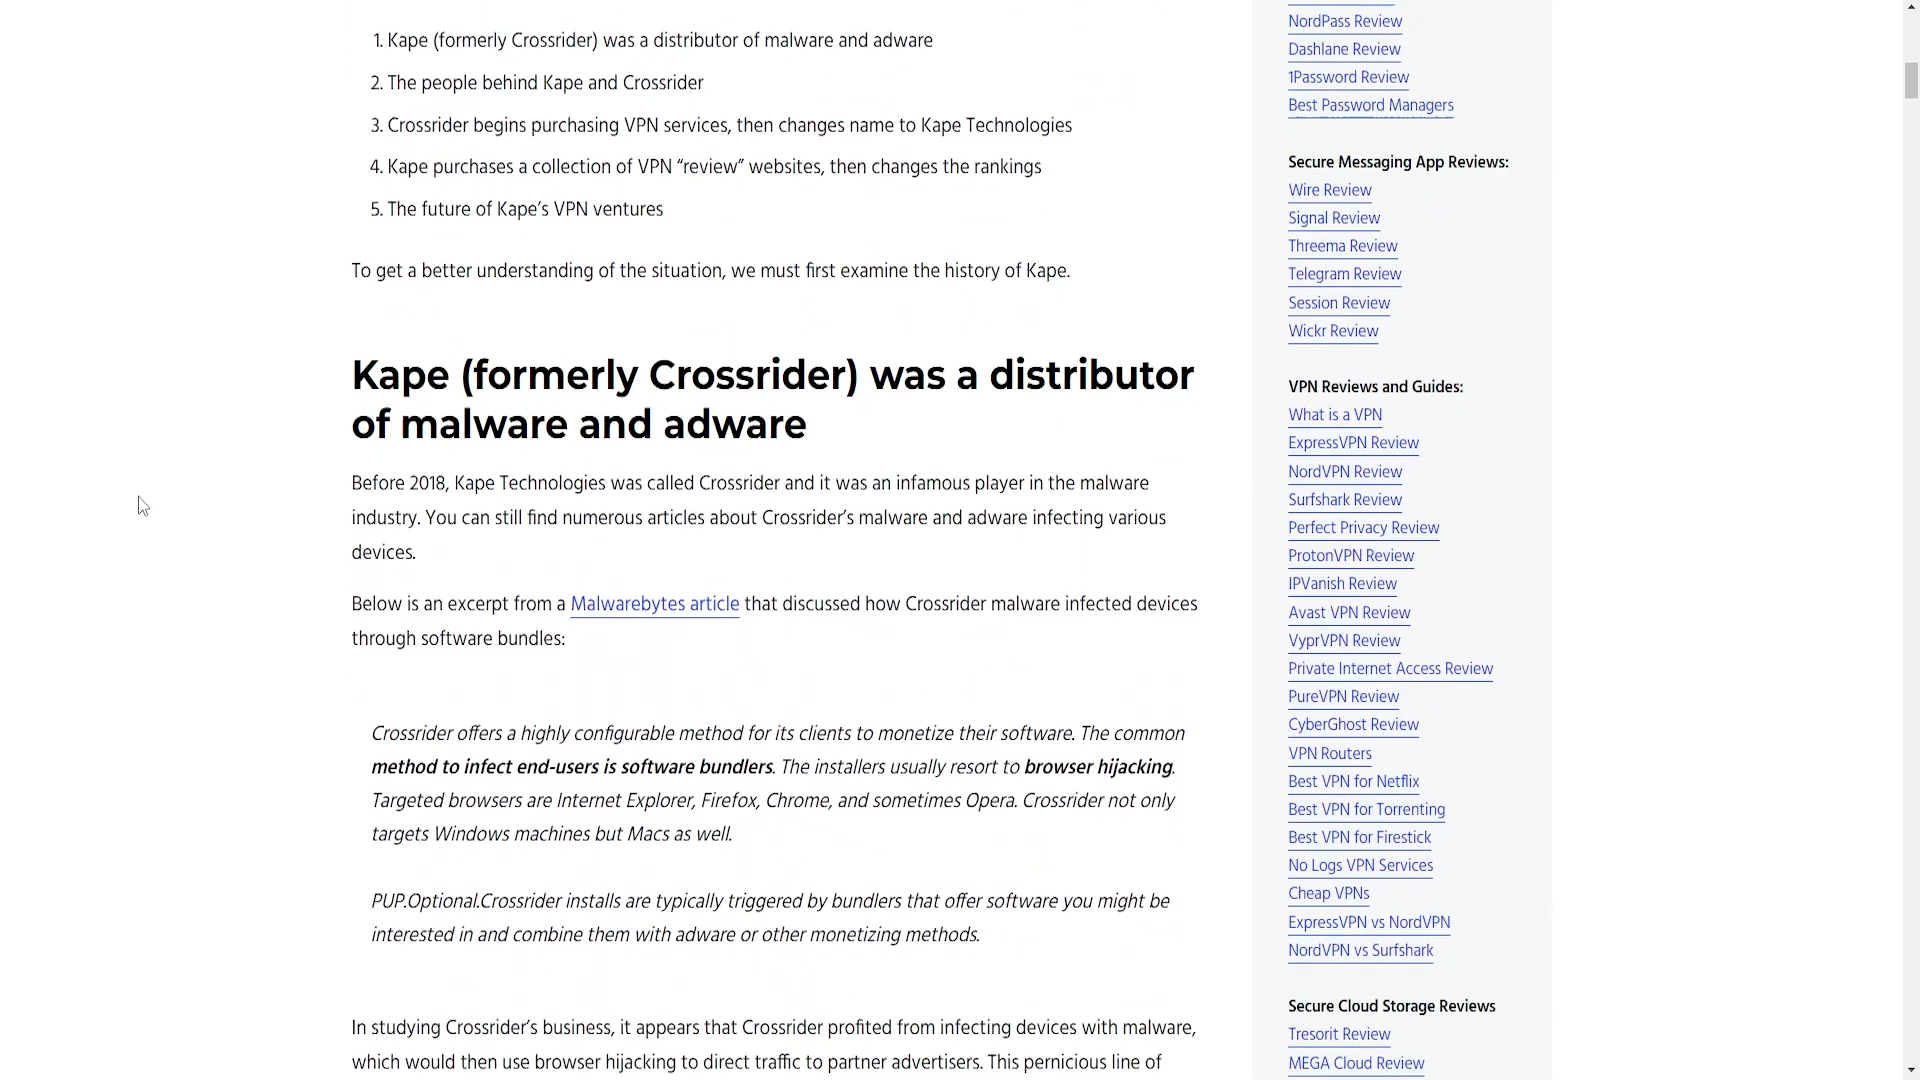 1. Kape (formerly Crossrider) was a distributor of malware and adware
2. The people behind Kape and Crossrider
3. Crossrider begins purchasing VPN services, then changes name to Kape Technologies
4. Kape purchases a collection of VPN “review” websites, then changes the rankings
5. The future of Kape’s VPN ventures
To get a better understanding of the situation, we must first examine the history of Kape.
Kape (formerly Crossrider) was a distributor
of malware and adware
Before 2018, Kape Technologies was called Crossrider and it was an infamous player in the malware
industry. You can still find numerous articles about Crossrider’s malware and adware infecting various
devices.
Below is an excerpt from a Malwarebytes article that discussed how Crossrider malware infected devices
through software bundles:
Crossrider offers a highly configurable method for its clients to monetize their software. The common
method to infect end-users is software bundlers. The installers usually resort to browser hijacking.
Targeted browsers are Internet Explorer, Firefox, Chrome, and sometimes Opera. Crossrider not only
targets Windows machines but Macs as well.
PUP.Optional.Crossrider installs are typically triggered by bundlers that offer software you might be
interested in and combine them with adware or other monetizing methods.
In studying Crossrider’s business, it appears that Crossrider profited from infecting devices with malware,
which would then use browser hijacking to direct traffic to partner advertisers. This pernicious line of
NordPass Review
Dashlane Review
1Password Review
Best Password Managers
Secure Messaging App Reviews:
Wire Review
Signal Review
Threema Review
Telegram Review
Session Review
Wickr Review
VPN Reviews and Guides:
What is a VPN
ExpressVPN Review
NordVPN Review
Surfshark Review
Perfect Privacy Review
ProtonVPN Review
IPVanish Review
Avast VPN Review
VyprVPN Review
Private Internet Access Review
PureVPN Review
CyberGhost Review
VPN Routers
Best VPN for Netflix
Best VPN for Torrenting
Best VPN for Firestick
No Logs VPN Services
Cheap VPNs
ExpressVPN vs NordVPN
NordVPN vs Surfshark
Secure Cloud Storage Reviews
Tresorit Review
MEGA Cloud Review